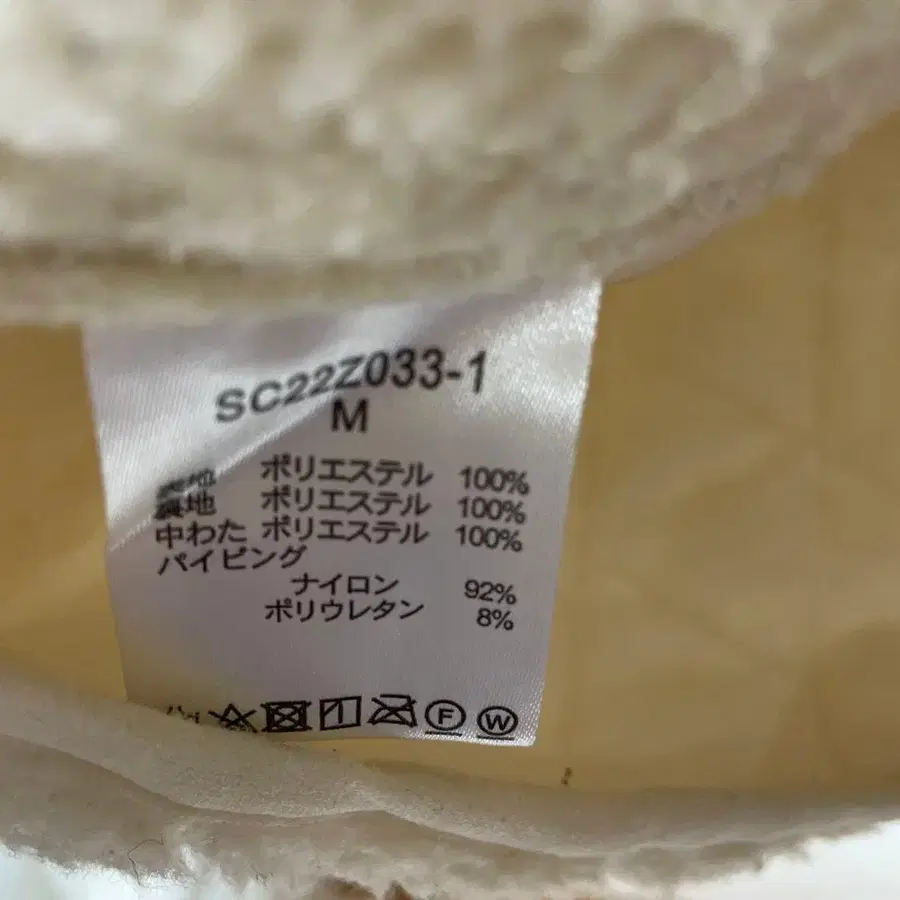 SC22Z033-1
M
表地 ポリエステル 100%
裏地 ポリエステル 100%
中わた ポリエステル 100%
パイピング
ナイロン 92%
ポリウレタン 8%
F W